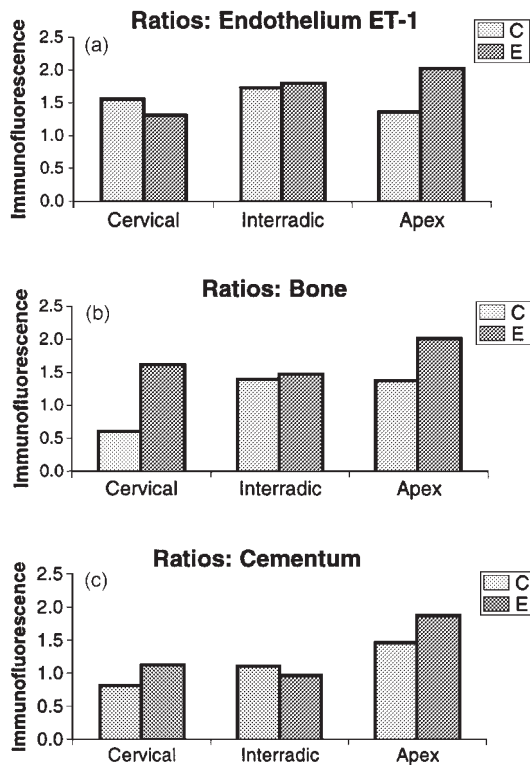 Ratios: Endothelium ET-1
(a)
C
E
Immunofluorescence
2.5
2.0
1.5
1.0
0.5
0.0
Cervical Interradic Apex
Ratios: Bone
(b)
C
E
Immunofluorescence
2.5
2.0
1.5
1.0
0.5
0.0
Cervical Interradic Apex
Ratios: Cementum
(c)
C
E
Immunofluorescence
2.5
2.0
1.5
1.0
0.5
0.0
Cervical Interradic Apex